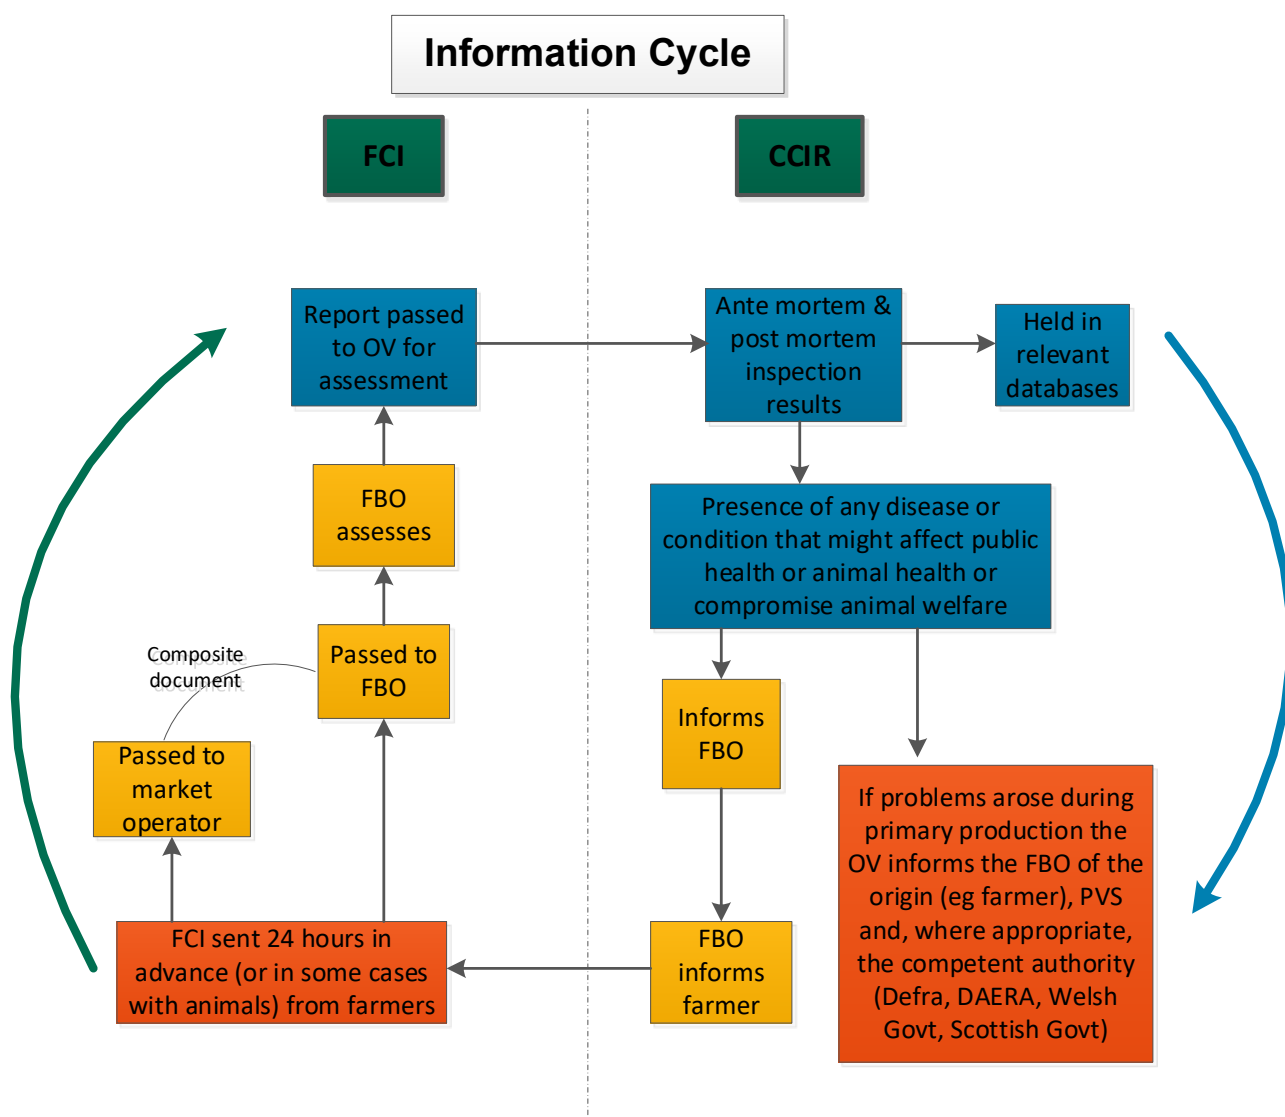 Information Cycle
FCI
CCIR
Report passed
to OV for
assessment
Ante mortem &
post mortem
inspection
results
Held in
relevant
databases
FBO
assesses
Presence of any disease or
condition that might affect public
health or animal health or
compromise animal welfare
Composite
document
Passed to
FBO
Passed to
market
operator
Informs
FBO
If problems arose during
primary production the
OV informs the FBO of the
origin (eg farmer), PVS
and, where appropriate,
the competent authority
(Defra, DAERA, Welsh
Govt, Scottish Govt)
FCI sent 24 hours in
advance (or in some cases
with animals) from farmers
FBO
informs
farmer